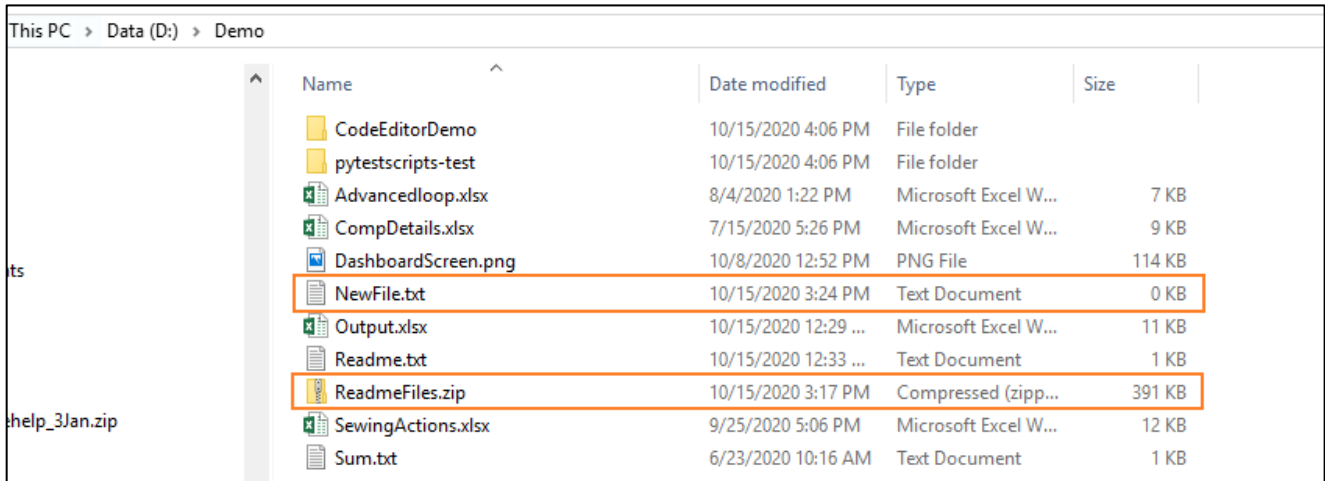 This PC > Data (D:) > Demo
Name Date modified Type Size
CodeEditorDemo 10/15/2020 4:06 PM File folder
pytestscripts-test 10/15/2020 4:06 PM File folder
Advancedloop.xlsx 8/4/2020 1:22 PM Microsoft Excel W... 7 KB
CompDetails.xlsx 7/15/2020 5:26 PM Microsoft Excel W... 9 KB
its DashboardScreen.png 10/8/2020 12:52 PM PNG File 114 KB
NewFile.txt 10/15/2020 3:24 PM Text Document 0 KB
Output.xlsx 10/15/2020 12:29 ... Microsoft Excel W... 11 KB
Readme.txt 10/15/2020 12:33 ... Text Document 1 KB
ReadmeFiles.zip 10/15/2020 3:17 PM Compressed (zipp... 391 KB
ehelp_3Jan.zip SewingActions.xlsx 9/25/2020 5:06 PM Microsoft Excel W... 12 KB
Sum.txt 6/23/2020 10:16 AM Text Document 1 KB